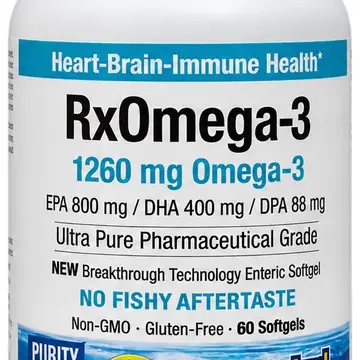 Heart-Brain-Immune Health*
RxOmega-3
1260 mg Omega-3
EPA 800 mg / DHA 400 mg / DPA 88 mg
Ultra Pure Pharmaceutical Grade
NEW Breakthrough Technology Enteric Softgel
NO FISHY AFTERTASTE
Non-GMO · Gluten-Free · 60 Softgels
PURITY